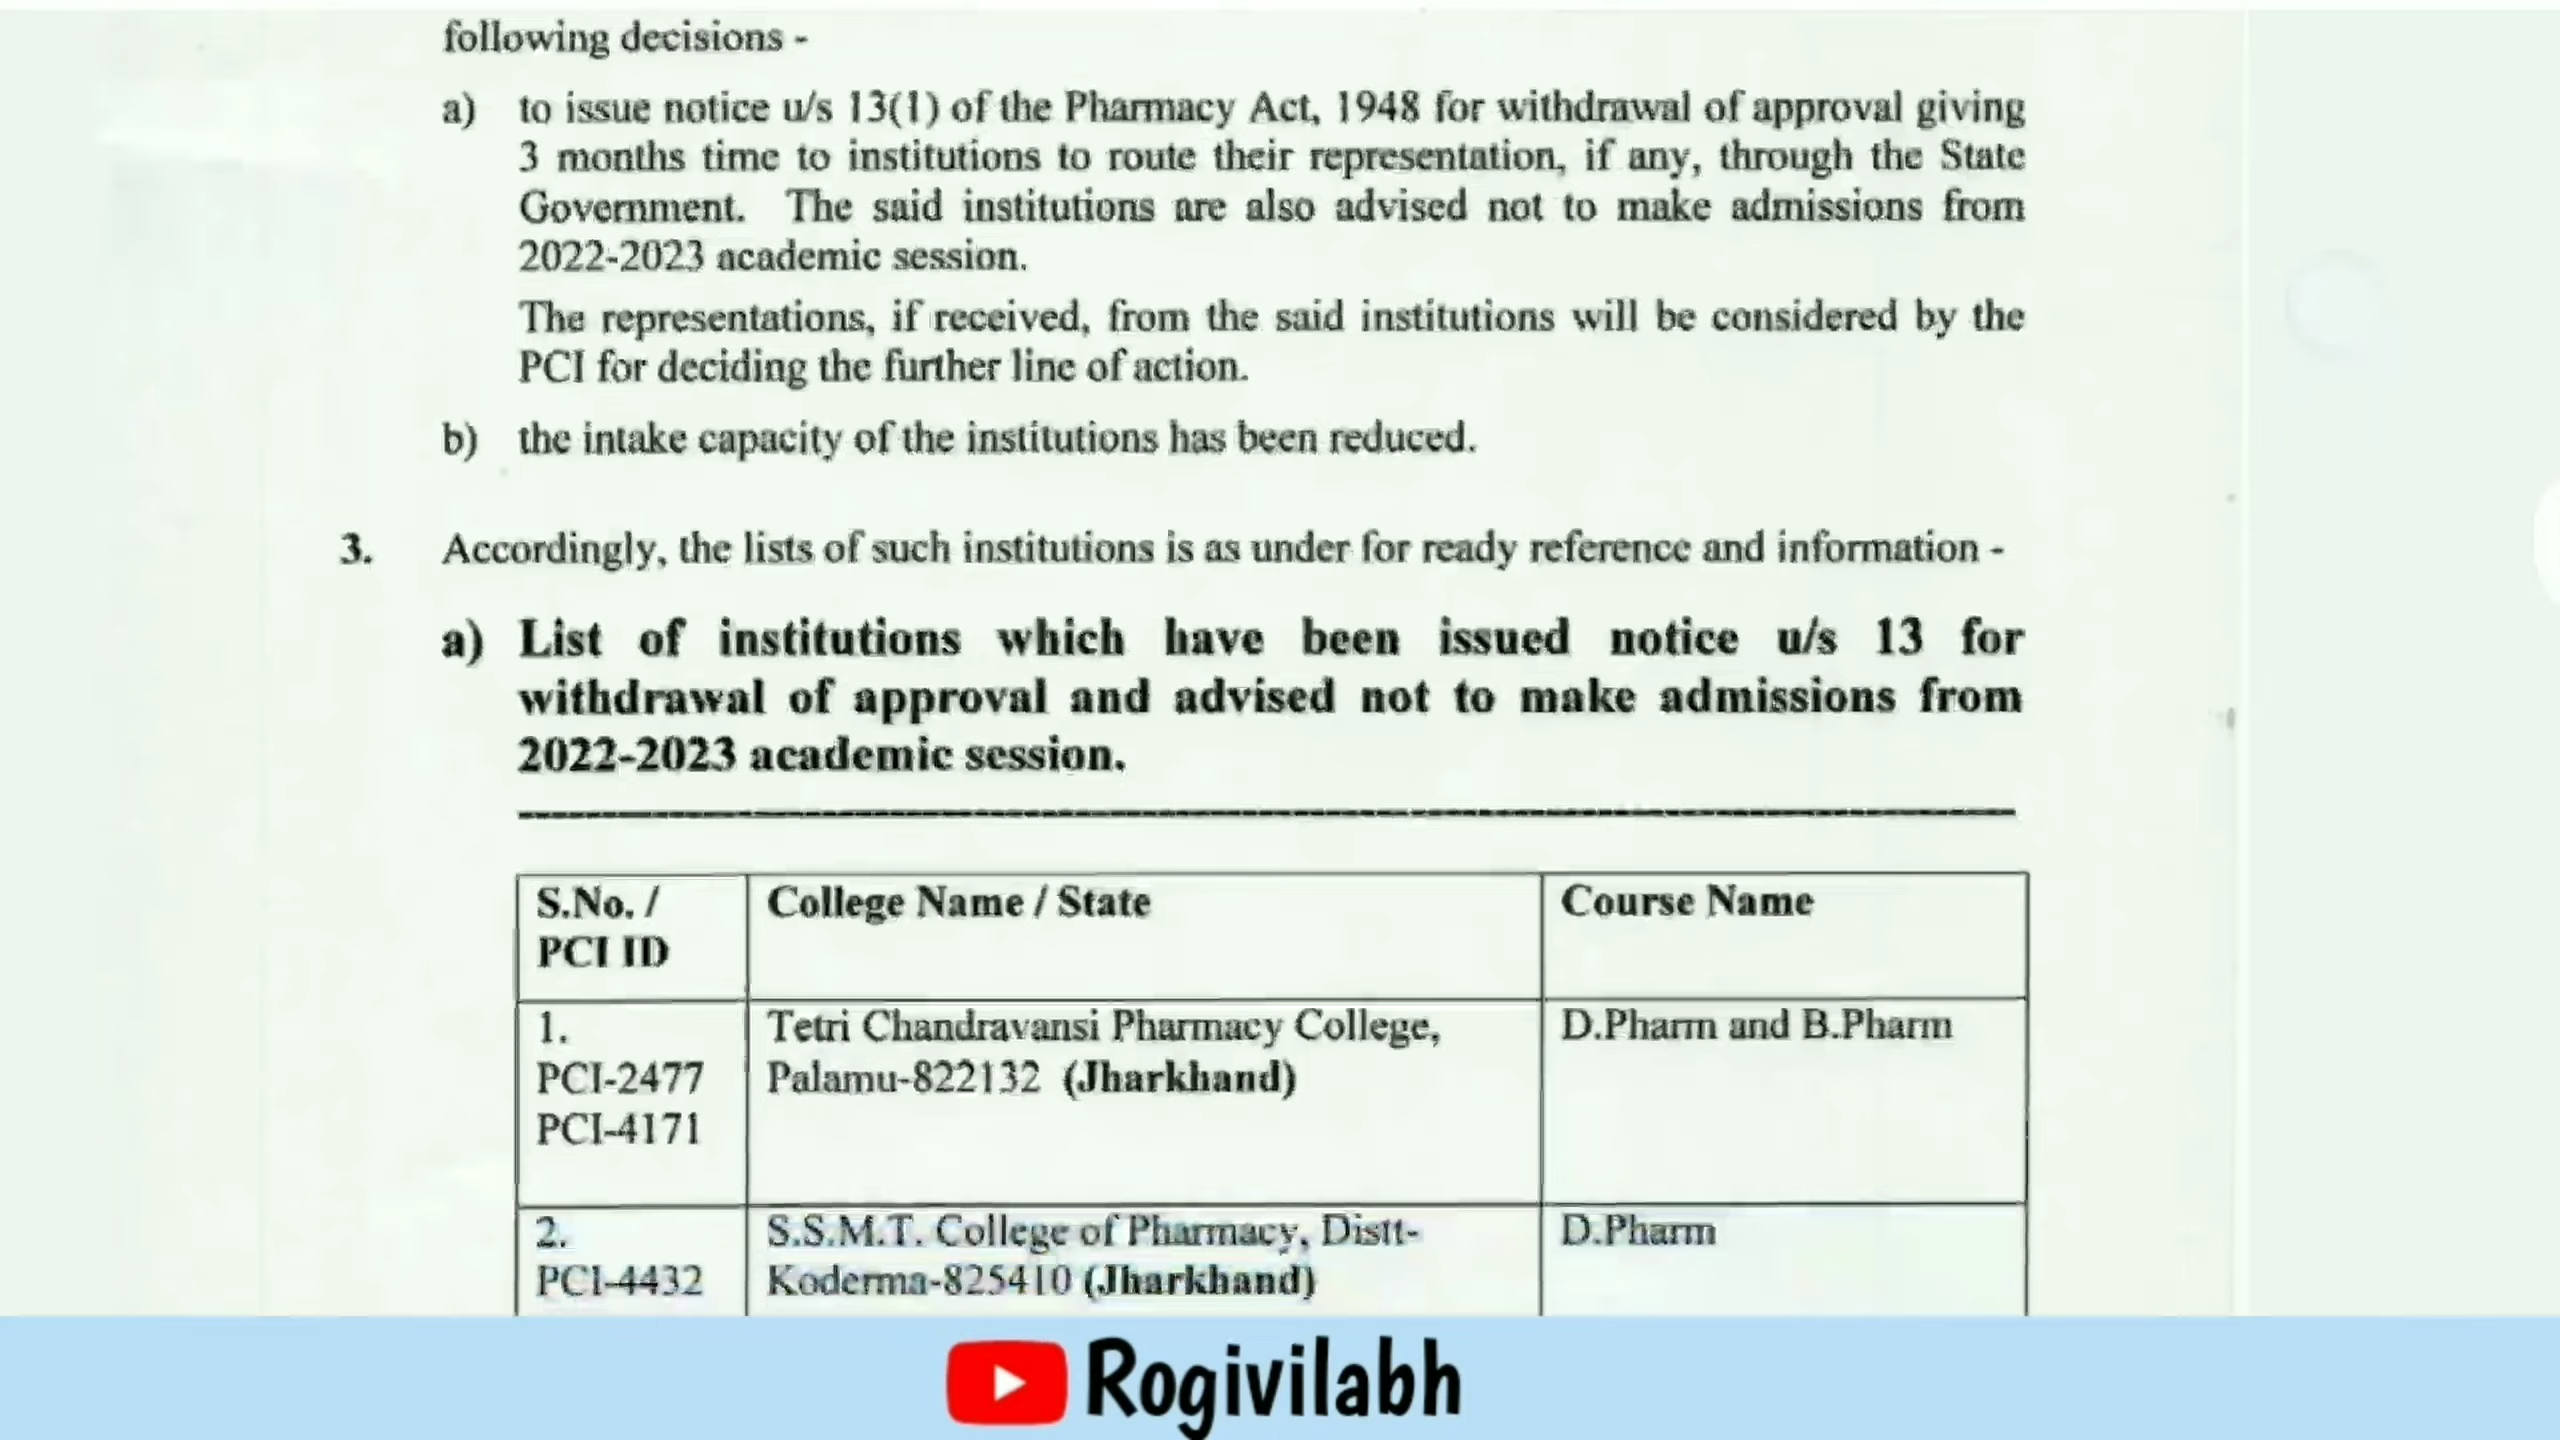 following decisions -
a) to issue notice u/s 13(1) of the Pharmacy Act, 1948 for withdrawal of approval giving
3 months time to institutions to route their representation, if any, through the State
Government. The said institutions are also advised not to make admissions from
2022-2023 academic session.
The representations, if received, from the said institutions will be considered by the
PCI for deciding the further line of action.
b) the intake capacity of the institutions has been reduced.
3. Accordingly, the lists of such institutions is as under for ready reference and information -
a) List of institutions which have been issued notice u/s 13 for
withdrawal of approval and advised not to make admissions from
2022-2023 academic session.
S.No. / College Name / State Course Name
PCI ID
1. Tetri Chandravansi Pharmacy College, D.Pharm and B.Pharm
PCI-2477 Palamu-822132 (Jharkhand)
PCI-4171
2. S.S.M.T. College of Pharmacy, Distt- D.Pharm
PCI-4432 Koderma-825410 (Jharkhand)
Rogivilabh